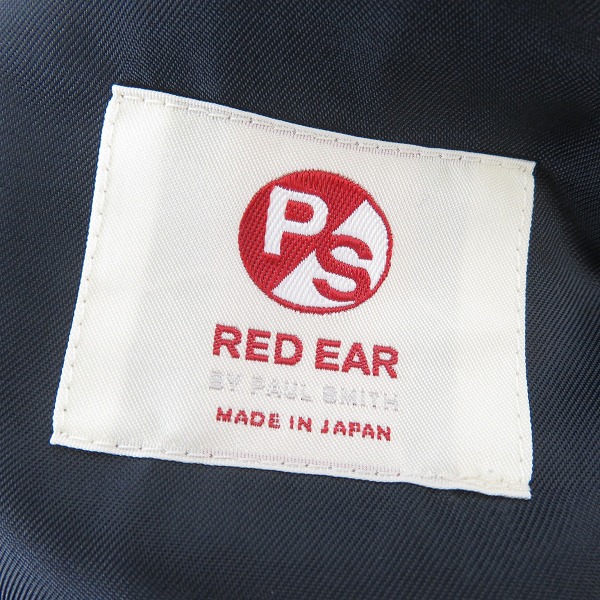 PS
RED EAR
BY PAUL SMITH
MADE IN JAPAN